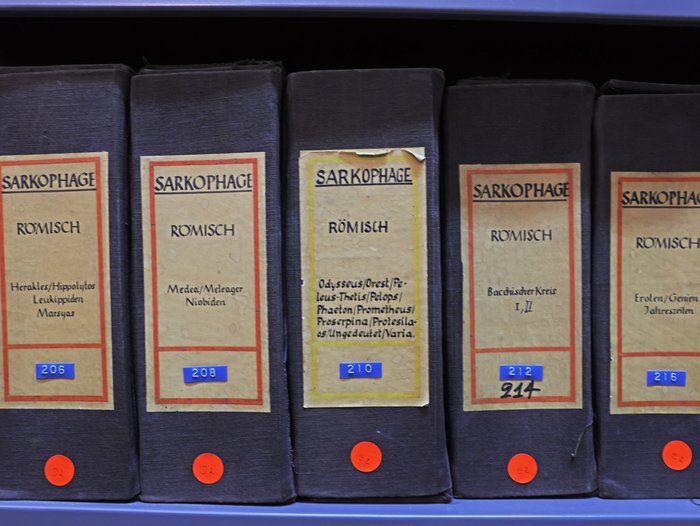 SARKOPHAGE
RÖMISCH
Herakles/Hippolytos
Leukippiden
Marsyas
206
SARKOPHAGE
RÖMISCH
Medea/Meleager
Niobiden
208
SARKOPHAGE
RÖMISCH
Odysseus/Orest/Pe-
leus-Thetis/Pelops/
Phaeton/Prometheus/
Proserpina/Protesila-
os/Ungedeutet/Varia.
210
SARKOPHAGE
RÖMISCH
Bacchischer Kreis
I, II
212
214
SARKOPHAG
RÖMISCH
Eroten/Genien
Jahreszeiten
216